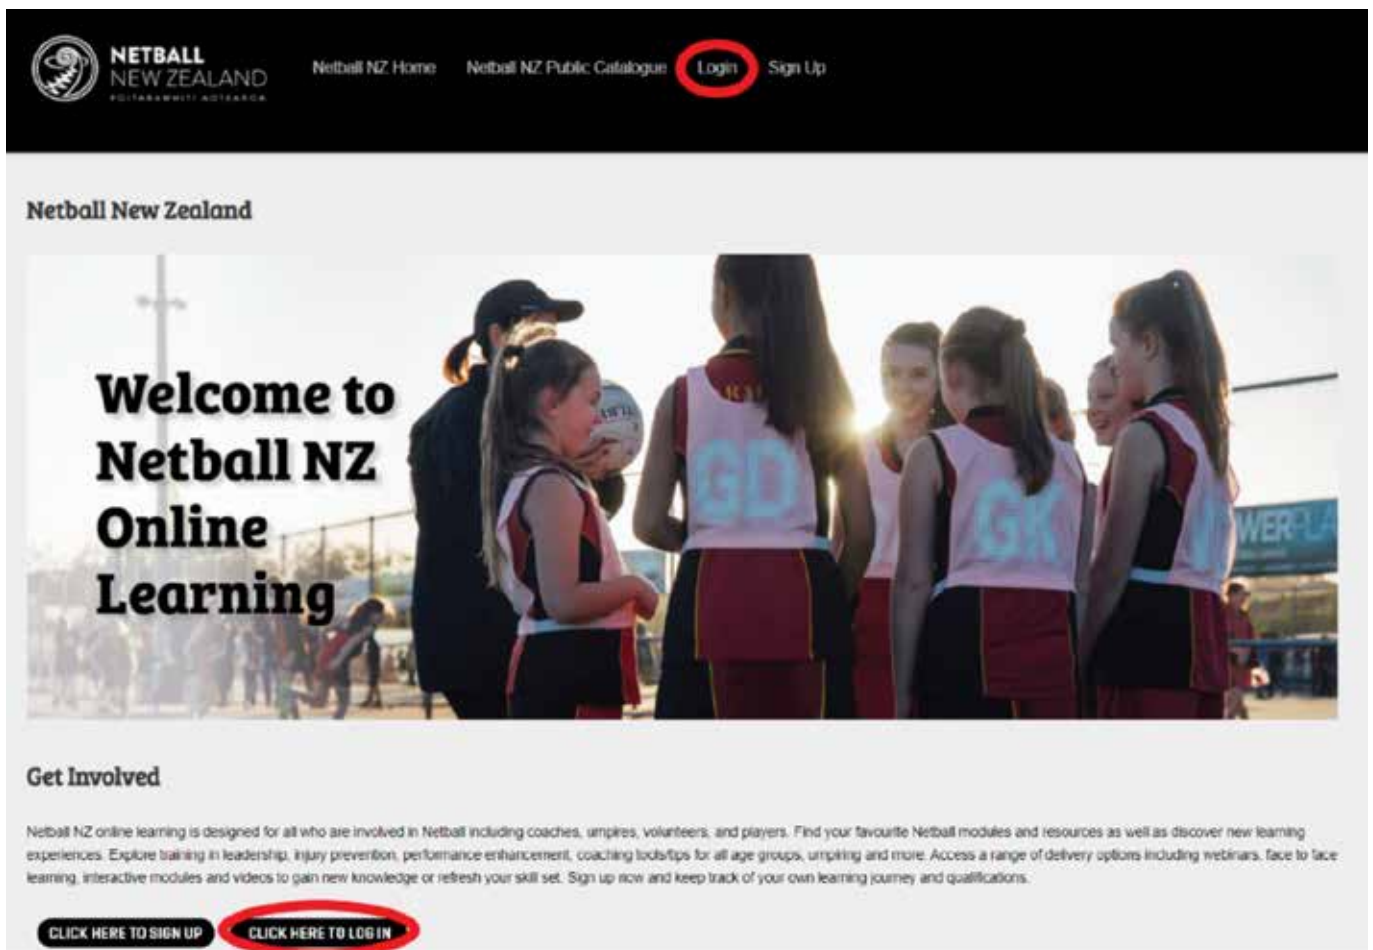 NETBALL
NEW ZEALAND
POITARAWHITI AOTEAROA
Netball NZ Home
Netball NZ Public Catalogue
Login
Sign Up
Netball New Zealand
Welcome to
Netball NZ
Online
Learning
GD
GK
Get Involved
Netball NZ online learning is designed for all who are involved in Netball including coaches, umpires, volunteers, and players. Find your favourite Netball modules and resources as well as discover new learning
experiences. Explore training in leadership, injury prevention, performance enhancement, coaching tools/tips for all age groups, umpiring and more. Access a range of delivery options including webinars, face to face
learning, interactive modules and videos to gain new knowledge or refresh your skill set. Sign up now and keep track of your own learning journey and qualifications.
CLICK HERE TO SIGN UP
CLICK HERE TO LOG IN